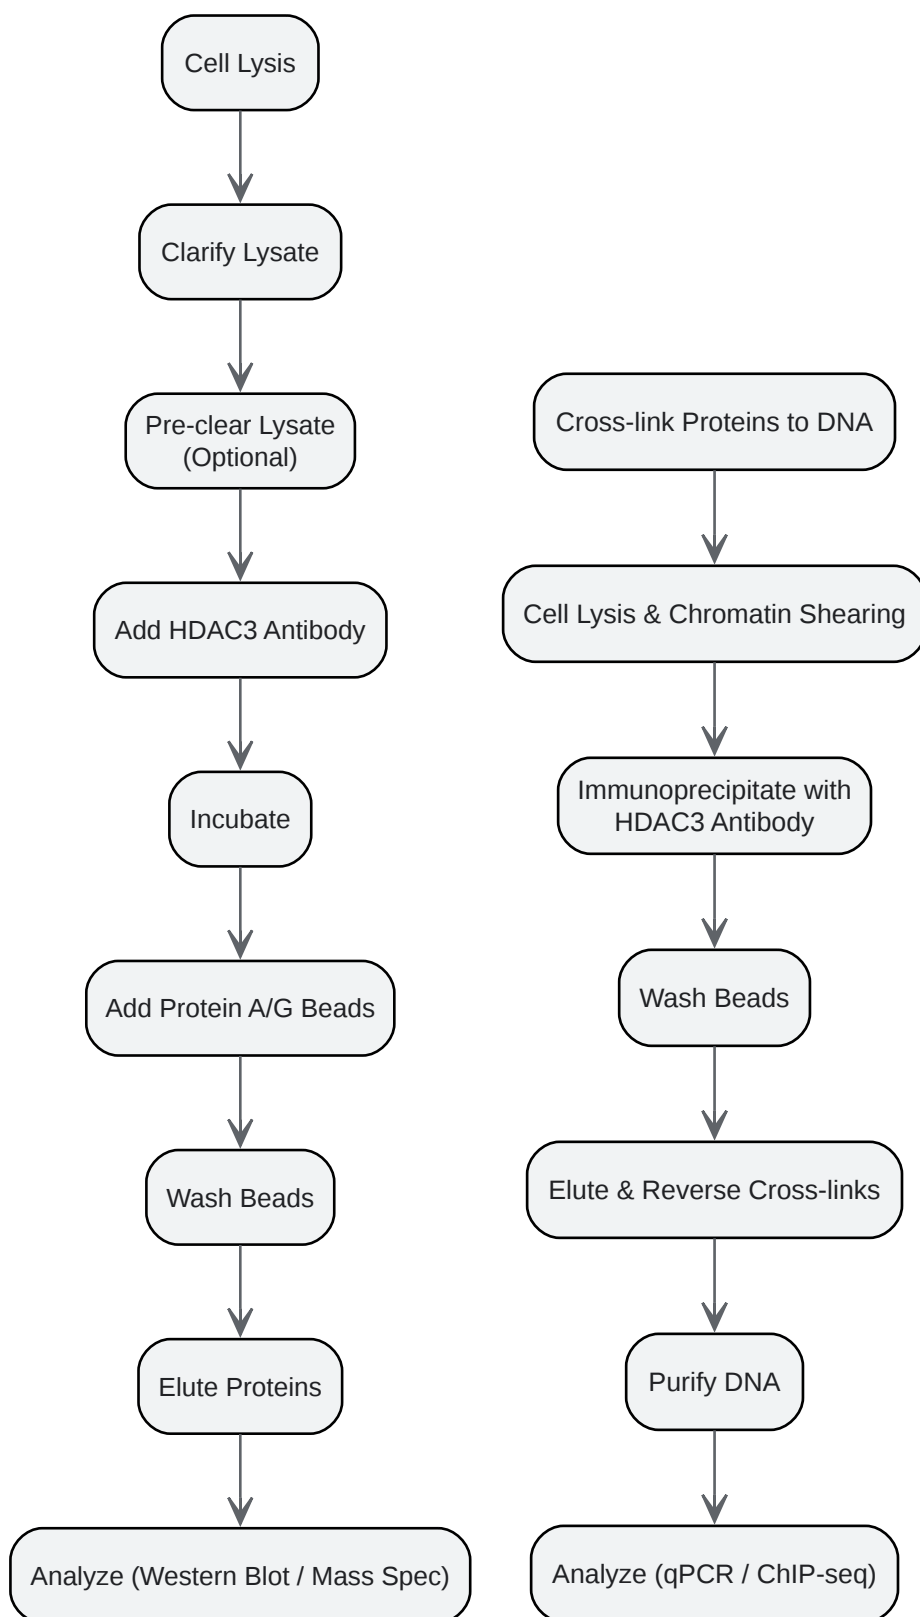 Cell Lysis
Clarify Lysate
Pre-clear Lysate
(Optional)
Add HDAC3 Antibody
Incubate
Add Protein A/G Beads
Wash Beads
Elute Proteins
Analyze (Western Blot / Mass Spec)
Cross-link Proteins to DNA
Cell Lysis & Chromatin Shearing
Immunoprecipitate with
HDAC3 Antibody
Wash Beads
Elute & Reverse Cross-links
Purify DNA
Analyze (qPCR / ChIP-seq)